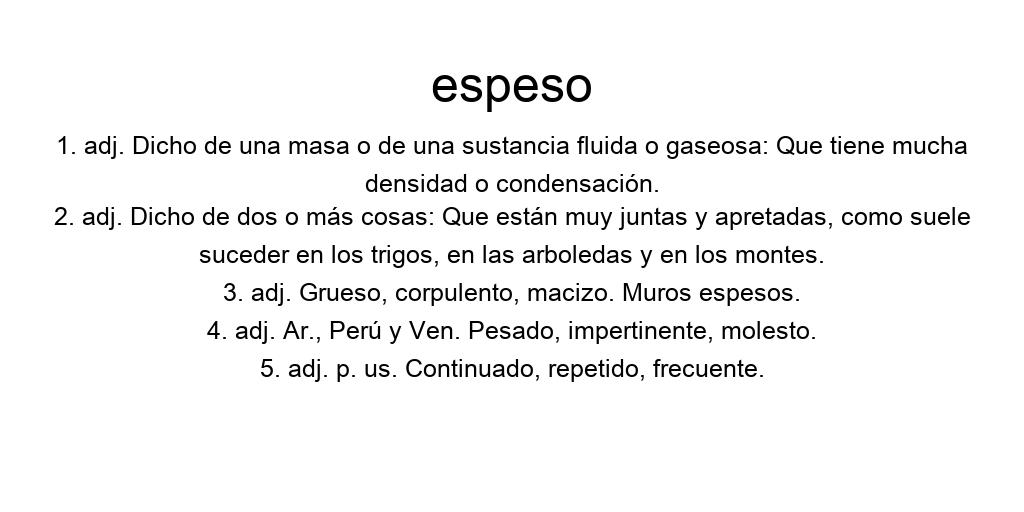 espeso
1. adj. Dicho de una masa o de una sustancia fluida o gaseosa: Que tiene mucha
densidad o condensación.
2. adj. Dicho de dos o más cosas: Que están muy juntas y apretadas, como suele
suceder en los trigos, en las arboledas y en los montes.
3. adj. Grueso, corpulento, macizo. Muros espesos.
4. adj. Ar., Perú y Ven. Pesado, impertinente, molesto.
5. adj. p. us. Continuado, repetido, frecuente.